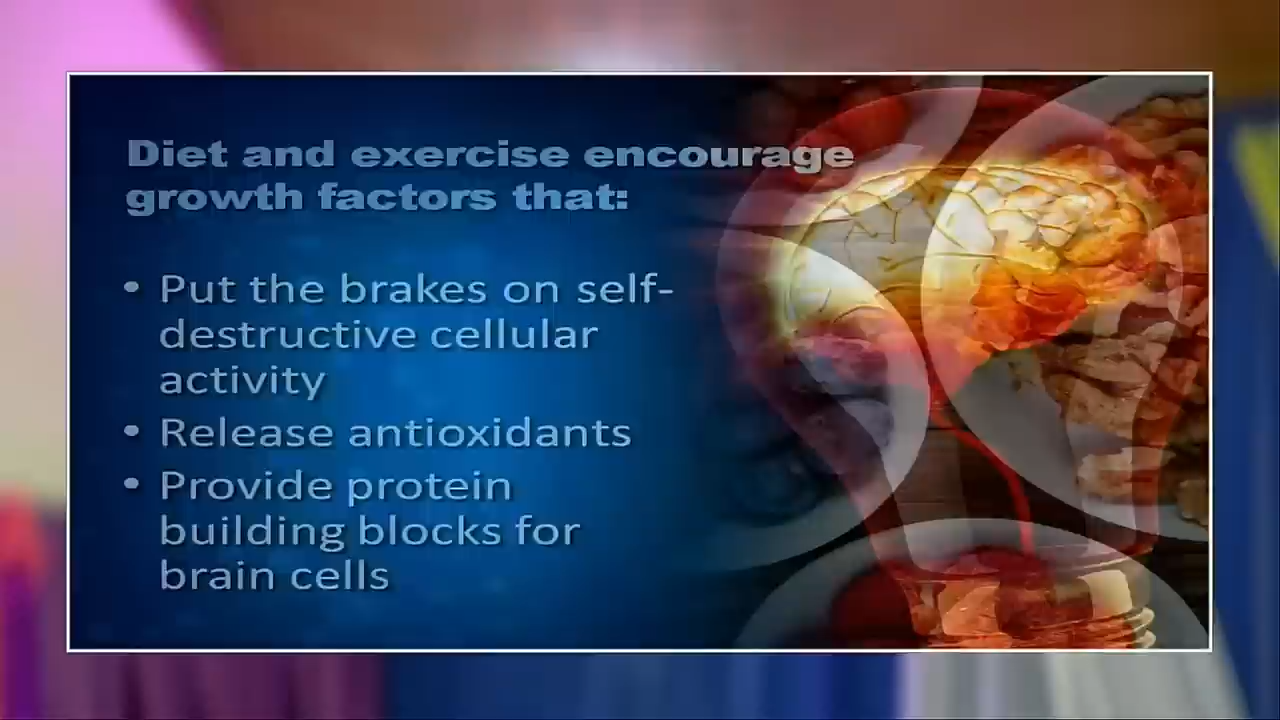 Diet and exercise encourage
growth factors that:
• Put the brakes on self-
destructive cellular
activity
• Release antioxidants
• Provide protein
building blocks for
brain cells